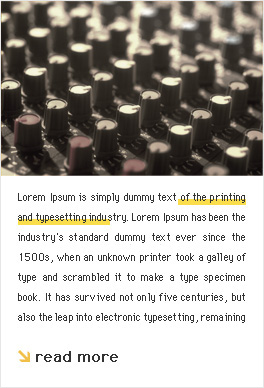 Lorem Ipsum is simply dummy text of the printing
and typesetting industry. Lorem Ipsum has been the
industry's standard dummy text ever since the
1500s, when an unknown printer took a galley of
type and scrambled it to make a type specimen
book. It has survived not only five centuries, but
also the leap into electronic typesetting, remaining
read more